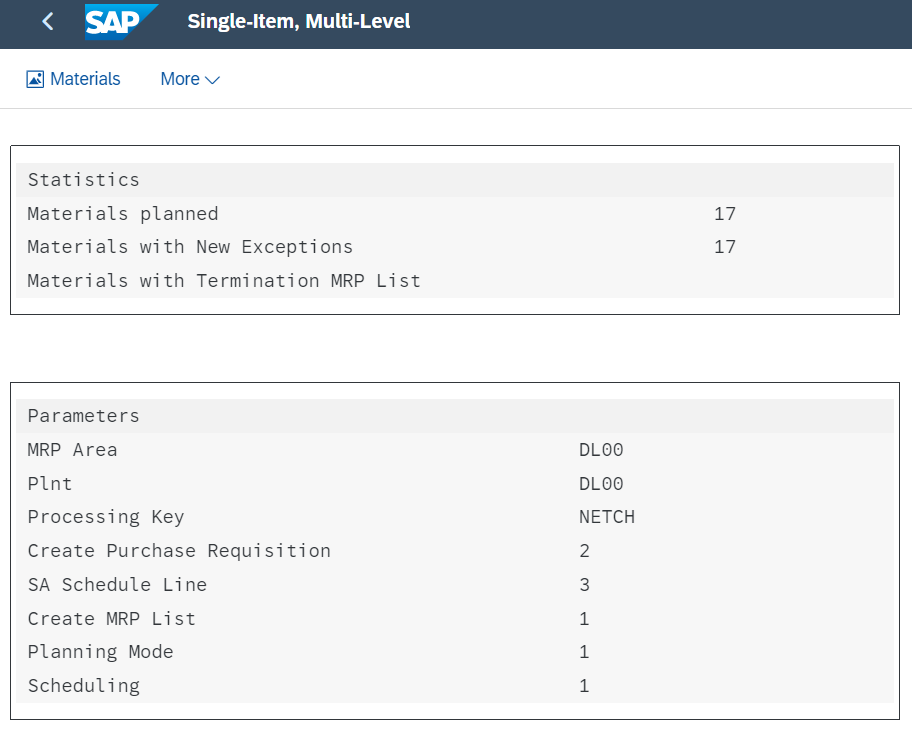 SAP Single-Item, Multi-Level
Materials More
Statistics
Materials planned 17
Materials with New Exceptions 17
Materials with Termination MRP List
Parameters
MRP Area DL00
Plnt DL00
Processing Key NETCH
Create Purchase Requisition 2
SA Schedule Line 3
Create MRP List 1
Planning Mode 1
Scheduling 1